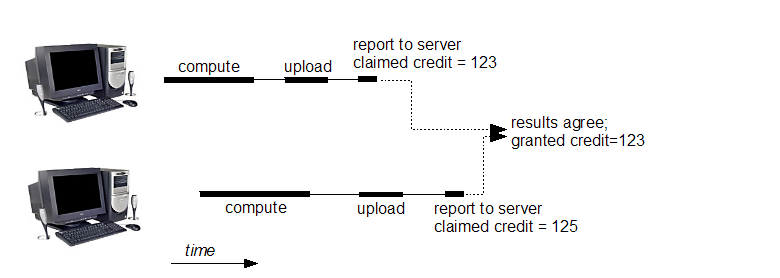 report to server
claimed credit = 123
compute
upload
results agree;
granted credit=123
compute
upload
report to server
claimed credit = 125
time